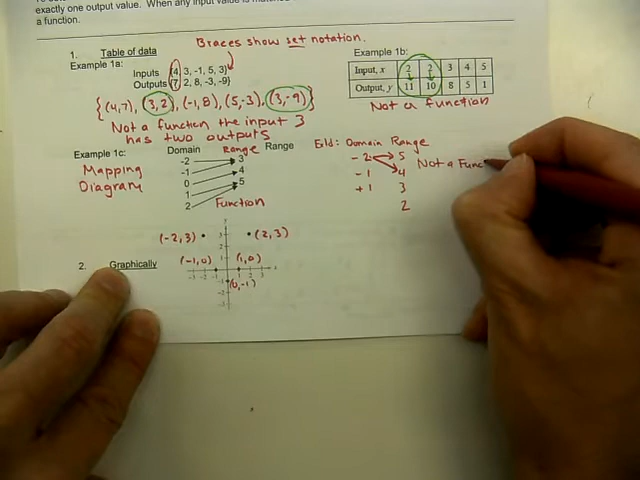 exactly one output value. When any input value is matched
a function.
Braces show set notation.
1. Table of data
Example 1a:
Inputs {4, 3, -1, 5, 3}
Outputs {7, 2, 8, -3, -9}
{(4,7), (3,2), (-1,8), (5,-3), (3,-9)}
Not a function the input 3
has two outputs
Example 1b:
Input, x 2 2 3 4 5
Output, y 11 10 8 5 1
Not a function
Example 1c: Domain Range Range
Mapping
Diagram
-2 3
-1 4
0 5
1
2
Function
Ex1d: Domain Range
-2 5 Not a Func
-1 4
+1 3
2
2. Graphically
(-2,3) (2,3)
(-1,0) (1,0)
(0,-1)